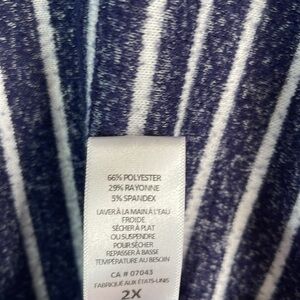 66% POLYESTER
29% RAYONNE
5% SPANDEX
LAVER À LA MAIN À L'EAU
FROIDE
SÉCHER À PLAT
OU SUSPENDRE
POUR SÉCHER
REPASSER À BASSE
TEMPÉRATURE AU BESOIN
CA # 07043
FABRIQUÉ AUX ÉTATS-UNIS
2X